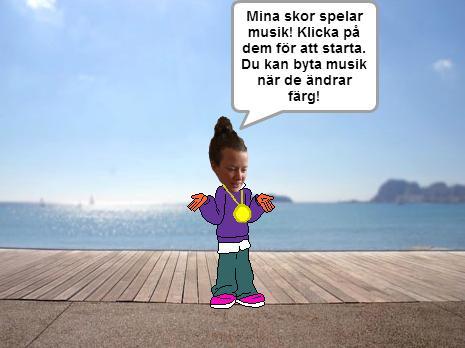 Mina skor spelar
musik! Klicka på
dem för att starta.
Du kan byta musik
när de ändrar
färg!